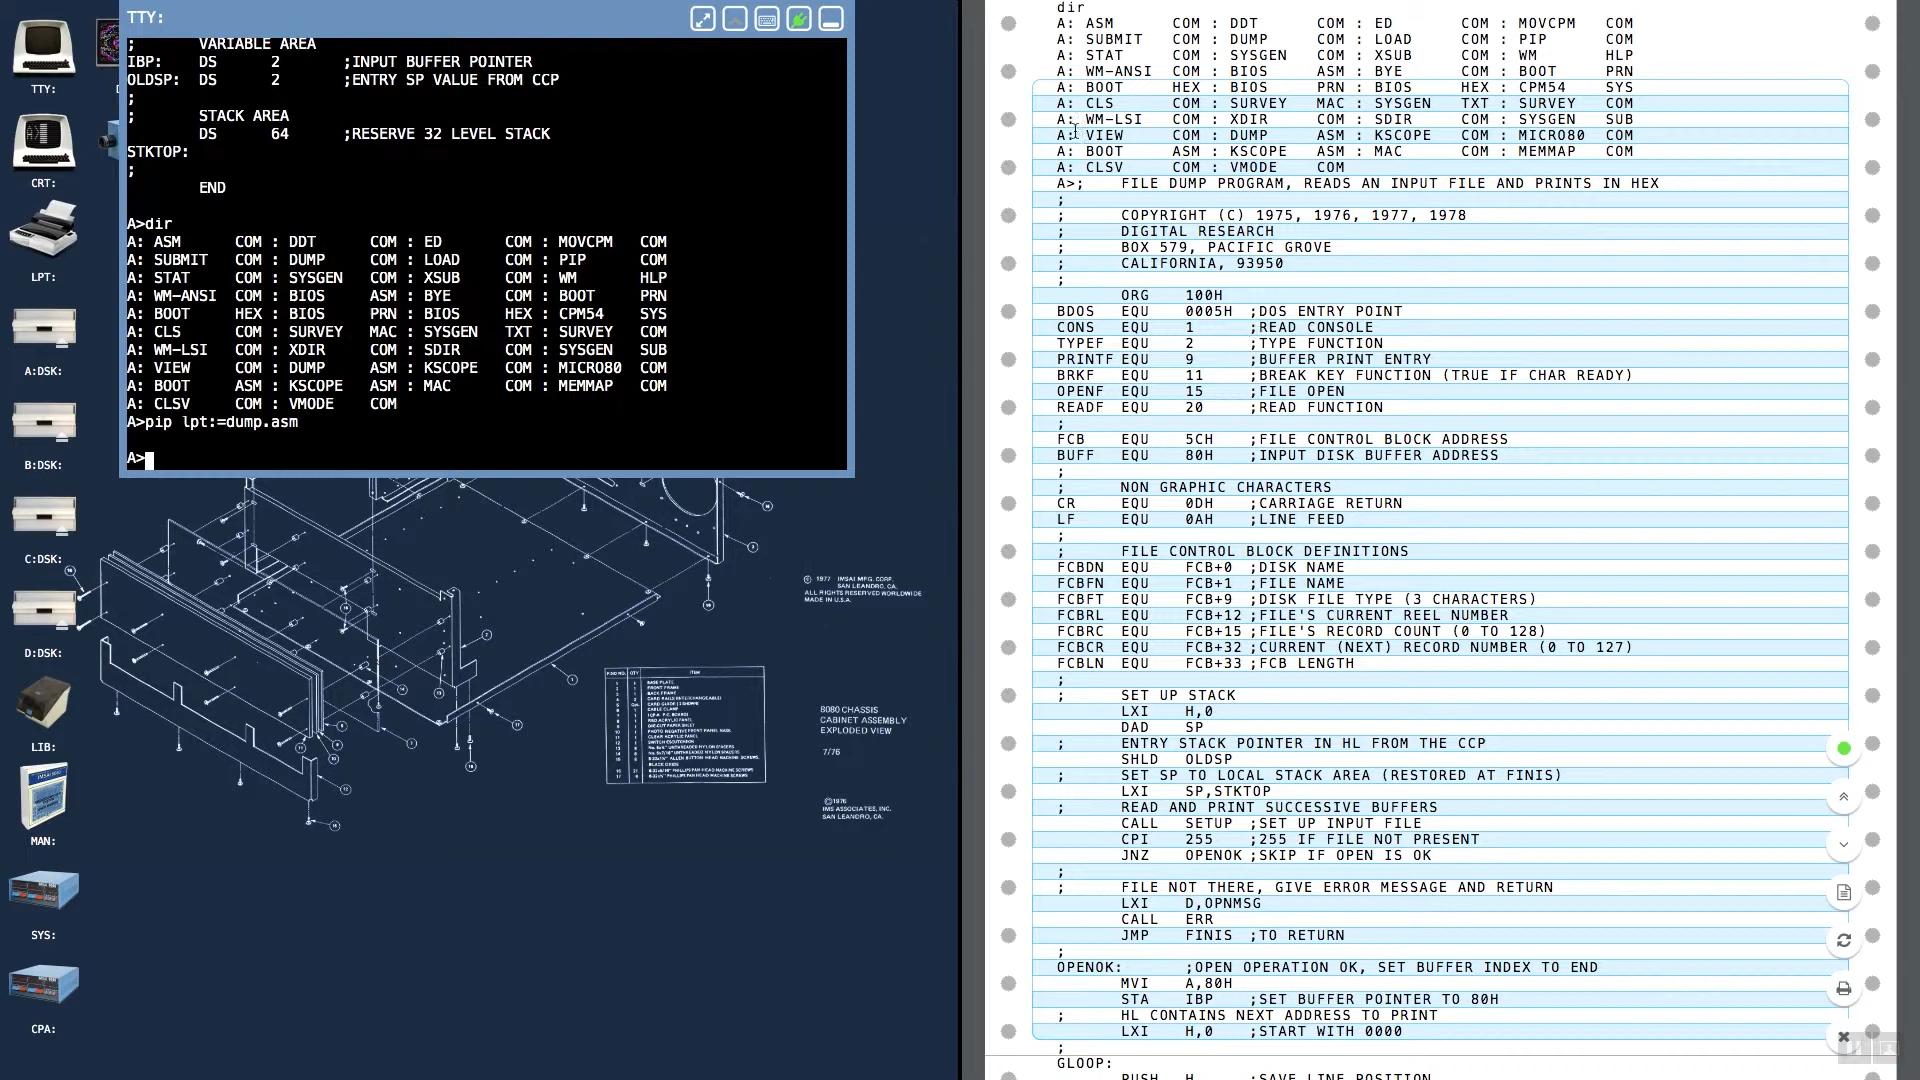 TTY:
CRT:
LPT:
A:DSK:
B:DSK:
C:DSK:
D:DSK:
LIB:
MAN:
SYS:
CPA:
TTY:
;       VARIABLE AREA
IBP:    DS      2       ;INPUT BUFFER POINTER
OLDSP:  DS      2       ;ENTRY SP VALUE FROM CCP
;
;       STACK AREA
        DS      64      ;RESERVE 32 LEVEL STACK
STKTOP:
;
        END
A>dir
A: ASM      COM : DDT      COM : ED       COM : MOVCPM   COM
A: SUBMIT   COM : DUMP     COM : LOAD     COM : PIP      COM
A: STAT     COM : SYSGEN   COM : XSUB     COM : WM       HLP
A: WM-ANSI  COM : BIOS     ASM : BYE      COM : BOOT     PRN
A: BOOT     HEX : BIOS     PRN : BIOS     HEX : CPM54    SYS
A: CLS      COM : SURVEY   MAC : SYSGEN   TXT : SURVEY   COM
A: WM-LSI   COM : XDIR     COM : SDIR     COM : SYSGEN   SUB
A: VIEW     COM : DUMP     ASM : KSCOPE   COM : MICRO80  COM
A: BOOT     ASM : KSCOPE   ASM : MAC      COM : MEMMAP   COM
A: CLSV     COM : VMODE    COM
A>pip lpt:=dump.asm
A>
© 1977 IMSAI MFG. CORP.
SAN LEANDRO, CA.
ALL RIGHTS RESERVED WORLDWIDE
MADE IN U.S.A.
8080 CHASSIS
CABINET ASSEMBLY
EXPLODED VIEW
7/76
©1976
IMS ASSOCIATES, INC.
SAN LEANDRO, CA.
dir
A: ASM      COM : DDT      COM : ED       COM : MOVCPM   COM
A: SUBMIT   COM : DUMP     COM : LOAD     COM : PIP      COM
A: STAT     COM : SYSGEN   COM : XSUB     COM : WM       HLP
A: WM-ANSI  COM : BIOS     ASM : BYE      COM : BOOT     PRN
A: BOOT     HEX : BIOS     PRN : BIOS     HEX : CPM54    SYS
A: CLS      COM : SURVEY   MAC : SYSGEN   TXT : SURVEY   COM
A: WM-LSI   COM : XDIR     COM : SDIR     COM : SYSGEN   SUB
A: VIEW     COM : DUMP     ASM : KSCOPE   COM : MICRO80  COM
A: BOOT     ASM : KSCOPE   ASM : MAC      COM : MEMMAP   COM
A: CLSV     COM : VMODE    COM
A>;     FILE DUMP PROGRAM, READS AN INPUT FILE AND PRINTS IN HEX
;
;       COPYRIGHT (C) 1975, 1976, 1977, 1978
;       DIGITAL RESEARCH
;       BOX 579, PACIFIC GROVE
;       CALIFORNIA, 93950
;
        ORG     100H
BDOS    EQU     0005H   ;DOS ENTRY POINT
CONS    EQU     1       ;READ CONSOLE
TYPEF   EQU     2       ;TYPE FUNCTION
PRINTF  EQU     9       ;BUFFER PRINT ENTRY
BRKF    EQU     11      ;BREAK KEY FUNCTION (TRUE IF CHAR READY)
OPENF   EQU     15      ;FILE OPEN
READF   EQU     20      ;READ FUNCTION
;
FCB     EQU     5CH     ;FILE CONTROL BLOCK ADDRESS
BUFF    EQU     80H     ;INPUT DISK BUFFER ADDRESS
;
;       NON GRAPHIC CHARACTERS
CR      EQU     0DH     ;CARRIAGE RETURN
LF      EQU     0AH     ;LINE FEED
;
;       FILE CONTROL BLOCK DEFINITIONS
FCBDN   EQU     FCB+0   ;DISK NAME
FCBFN   EQU     FCB+1   ;FILE NAME
FCBFT   EQU     FCB+9   ;DISK FILE TYPE (3 CHARACTERS)
FCBRL   EQU     FCB+12  ;FILE'S CURRENT REEL NUMBER
FCBRC   EQU     FCB+15  ;FILE'S RECORD COUNT (0 TO 128)
FCBCR   EQU     FCB+32  ;CURRENT (NEXT) RECORD NUMBER (0 TO 127)
FCBLN   EQU     FCB+33  ;FCB LENGTH
;
;       SET UP STACK
        LXI     H,0
        DAD     SP
;       ENTRY STACK POINTER IN HL FROM THE CCP
        SHLD    OLDSP
;       SET SP TO LOCAL STACK AREA (RESTORED AT FINIS)
        LXI     SP,STKTOP
;       READ AND PRINT SUCCESSIVE BUFFERS
        CALL    SETUP   ;SET UP INPUT FILE
        CPI     255     ;255 IF FILE NOT PRESENT
        JNZ     OPENOK  ;SKIP IF OPEN IS OK
;
;       FILE NOT THERE, GIVE ERROR MESSAGE AND RETURN
        LXI     D,OPNMSG
        CALL    ERR
        JMP     FINIS   ;TO RETURN
;
OPENOK:         ;OPEN OPERATION OK, SET BUFFER INDEX TO END
        MVI     A,80H
        STA     IBP     ;SET BUFFER POINTER TO 80H
;       HL CONTAINS NEXT ADDRESS TO PRINT
        LXI     H,0     ;START WITH 0000
;
GLOOP:
        PUSH    H       ;SAVE LINE POSITION